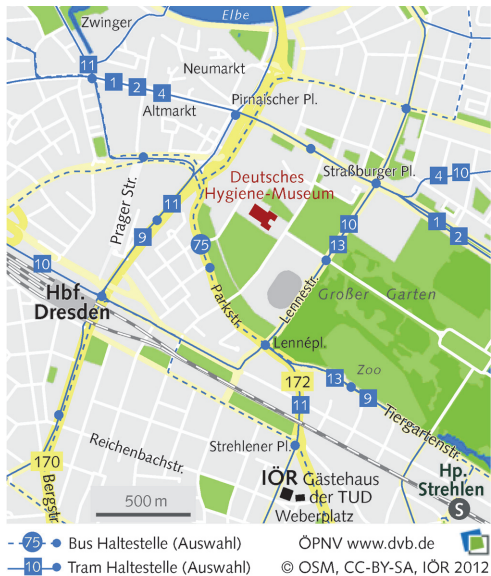 Elbe
Zwinger
11
Neumarkt
1
2
4
Altmarkt
Pirnaischer Pl.
Straßburger Pl.
4
10
Deutsches
Hygiene-Museum
Prager Str.
11
9
10
13
1
2
75
10
Hbf.
Dresden
Parkstr.
Lennéstr.
Großer Garten
Lennépl.
Zoo
172
13
9
11
Tiergartenstr.
Reichenbachstr.
Strehlener Pl.
170
Bergstr.
IÖR Gästehaus
der TUD
Weberplatz
Hp.
Strehlen
S
500 m
75 Bus Haltestelle (Auswahl)
ÖPNV www.dvb.de
10 Tram Haltestelle (Auswahl)
© OSM, CC-BY-SA, IÖR 2012